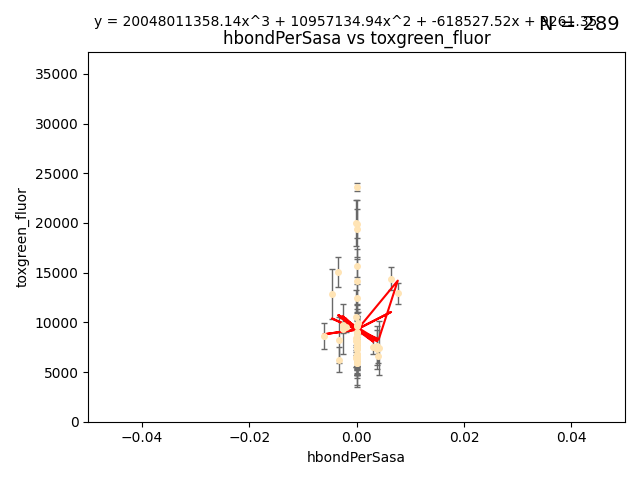 y = 20048011358.14x^3 + 10957134.94x^2 + -618527.52x + 9261.35
N = 289
hbondPerSasa vs toxgreen_fluor
35000
30000
25000
20000
15000
10000
5000
0
toxgreen_fluor
−0.04
−0.02
0.00
0.02
0.04
hbondPerSasa